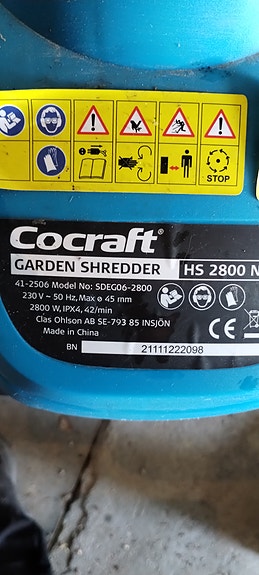 STOP
Cocraft®
GARDEN SHREDDER HS 2800 N
41-2506 Model No: SDEG06-2800
230 V ~ 50 Hz, Max ø 45 mm
2800 W, IPX4, 42/min
Clas Ohlson AB SE-793 85 INSJÖN
Made in China
CE
BN 21111222098